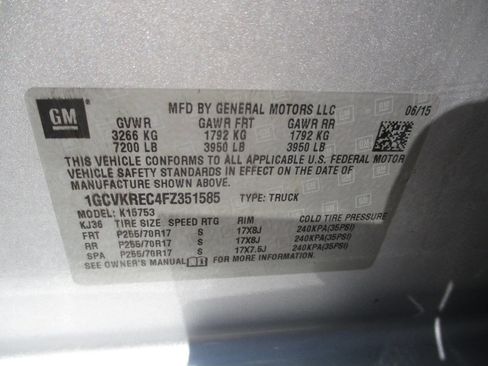 GM
MFD BY GENERAL MOTORS LLC 06/15
GVWR GAWR FRT GAWR RR
3266 KG 1792 KG 1792 KG
7200 LB 3950 LB 3950 LB
THIS VEHICLE CONFORMS TO ALL APPLICABLE U.S. FEDERAL MOTOR
VEHICLE SAFETY STANDARDS IN EFFECT ON THE DATE OF
MANUFACTURE SHOWN ABOVE.
1GCVKREC4FZ351585 TYPE: TRUCK
MODEL: K15753
KJ36 TIRE SIZE SPEED RTG RIM COLD TIRE PRESSURE
FRT P255/70R17 S 17X8J 240KPA(35PSI)
RR P255/70R17 S 17X8J 240KPA(35PSI)
SPA P255/70R17 S 17X7.5J 240KPA(35PSI)
SEE OWNER'S MANUAL FOR MORE INFORMATION.